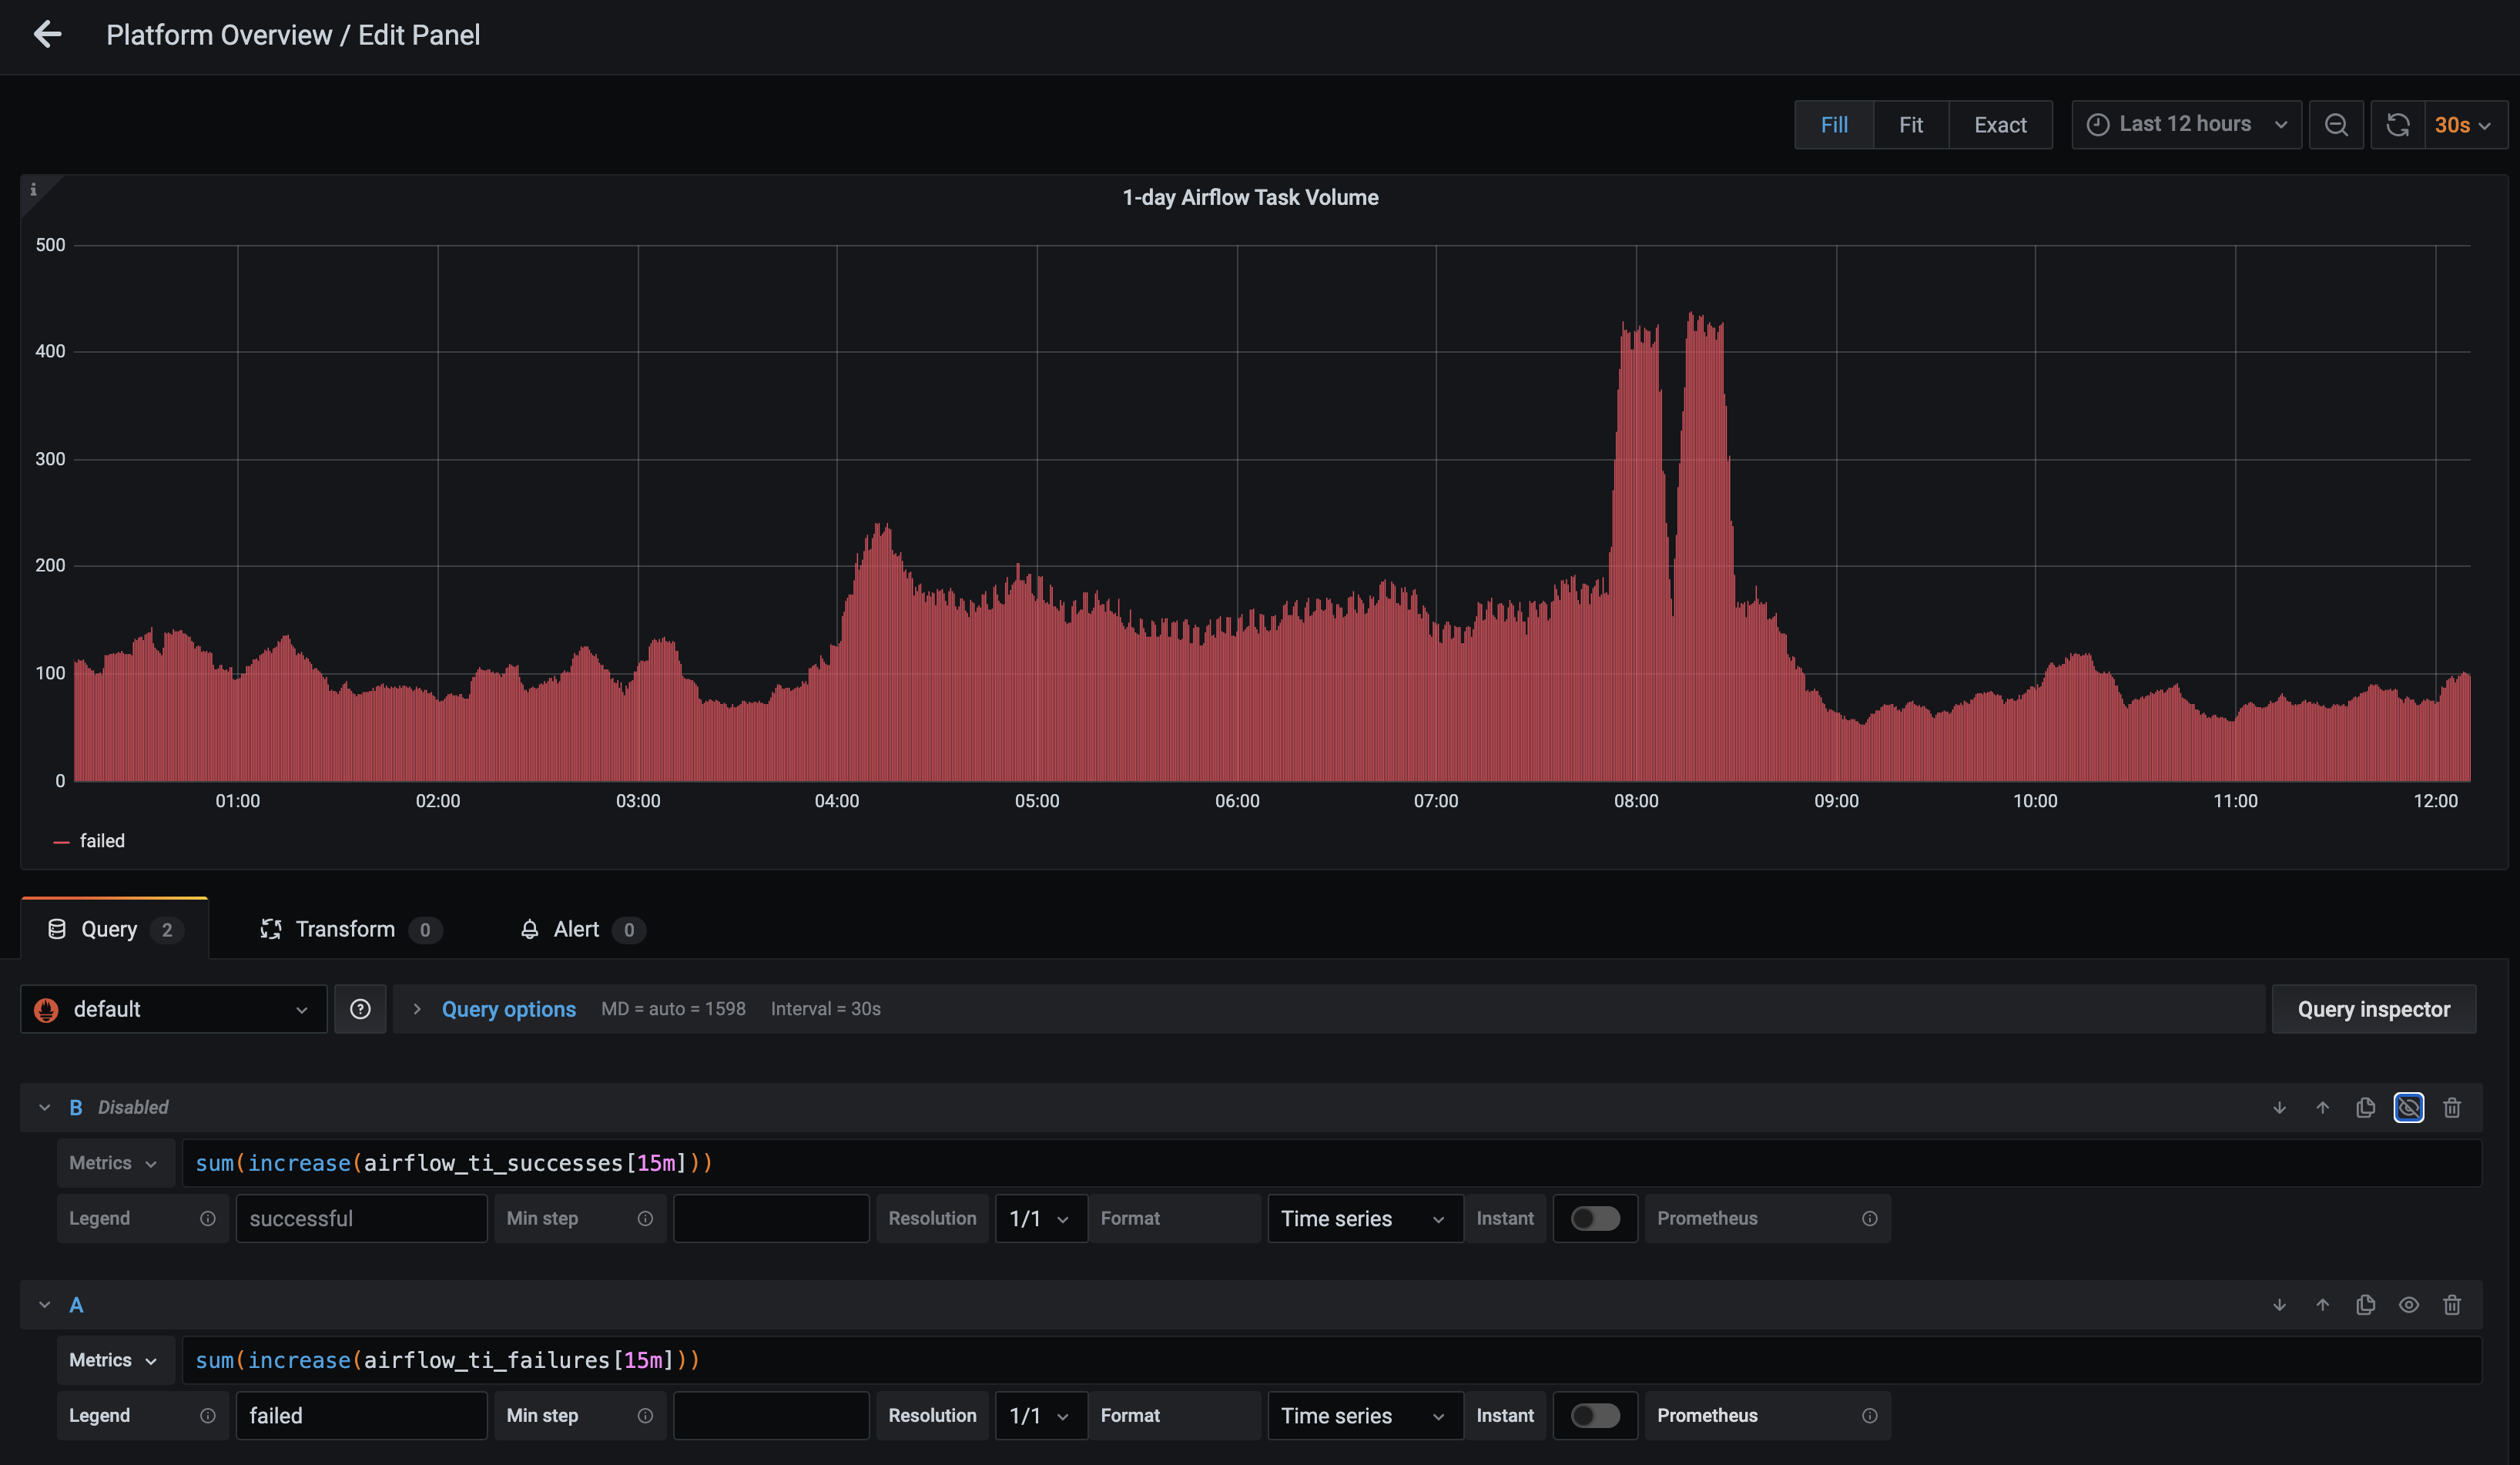 Platform Overview / Edit Panel
Fill Fit Exact Last 12 hours 30s
i
1-day Airflow Task Volume
500
400
300
200
100
0
01:00 02:00 03:00 04:00 05:00 06:00 07:00 08:00 09:00 10:00 11:00 12:00
failed
Query 2 Transform 0 Alert 0
default ? Query options MD = auto = 1598 Interval = 30s Query inspector
B Disabled
Metrics sum(increase(airflow_ti_successes[15m]))
Legend successful Min step Resolution 1/1 Format Time series Instant Prometheus
A
Metrics sum(increase(airflow_ti_failures[15m]))
Legend failed Min step Resolution 1/1 Format Time series Instant Prometheus